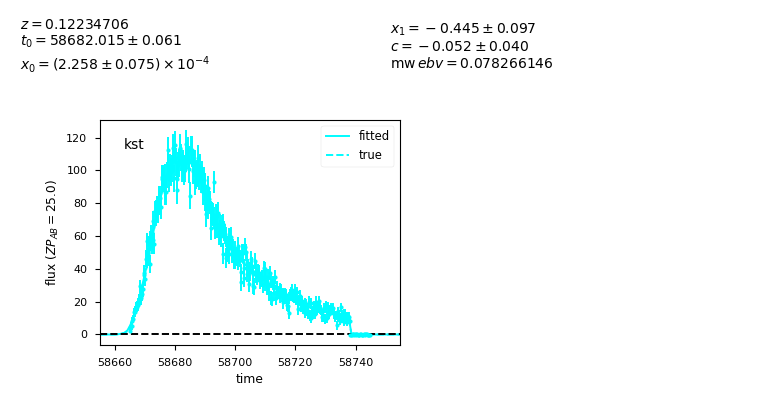 z = 0.12234706
t₀ = 58682.015 ± 0.061
x₀ = (2.258 ± 0.075) × 10⁻⁴
x₁ = −0.445 ± 0.097
c = −0.052 ± 0.040
mw ebv = 0.078266146
kst
fitted
true
flux (ZP_AB = 25.0)
120
100
80
60
40
20
0
58660 58680 58700 58720 58740
time